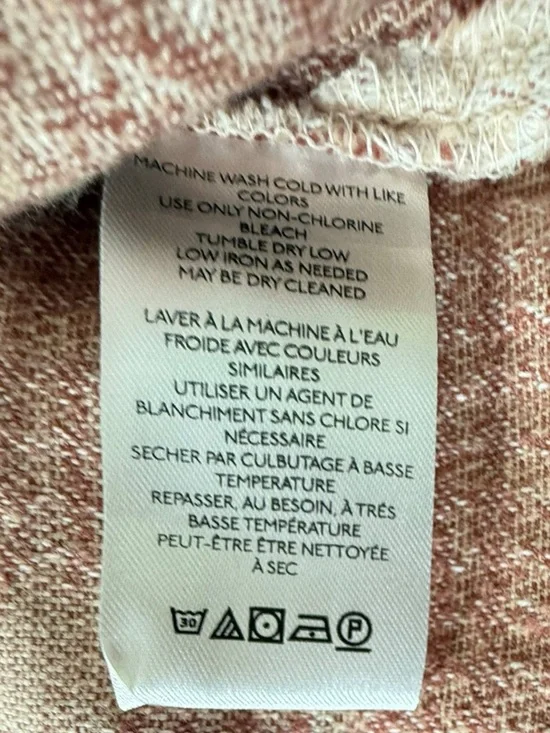 MACHINE WASH COLD WITH LIKE
COLORS
USE ONLY NON-CHLORINE
BLEACH
TUMBLE DRY LOW
LOW IRON AS NEEDED
MAY BE DRY CLEANED
LAVER À LA MACHINE À L'EAU
FROIDE AVEC COULEURS
SIMILAIRES
UTILISER UN AGENT DE
BLANCHIMENT SANS CHLORE SI
NÉCESSAIRE
SECHER PAR CULBUTAGE À BASSE
TEMPERATURE
REPASSER, AU BESOIN, À TRÉS
BASSE TEMPÉRATURE
PEUT-ÊTRE ÊTRE NETTOYÉE
À SEC
30 P